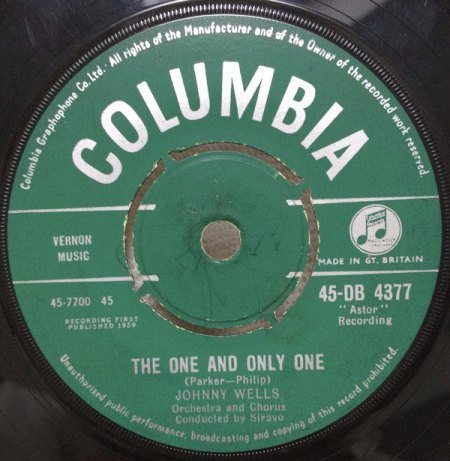 Columbia Graphophone Co. Ltd. All rights of the Manufacturer and of the Owner of the recorded work reserved.
COLUMBIA
VERNON
MUSIC
MADE IN GT. BRITAIN
45-7700 45
45-DB 4377
"Astor"
Recording
RECORDING FIRST
PUBLISHED 1959
THE ONE AND ONLY ONE
(Parker—Philip)
JOHNNY WELLS
Orchestra and Chorus
Conducted by Siravo
Unauthorised public performance, broadcasting and copying of this record prohibited.